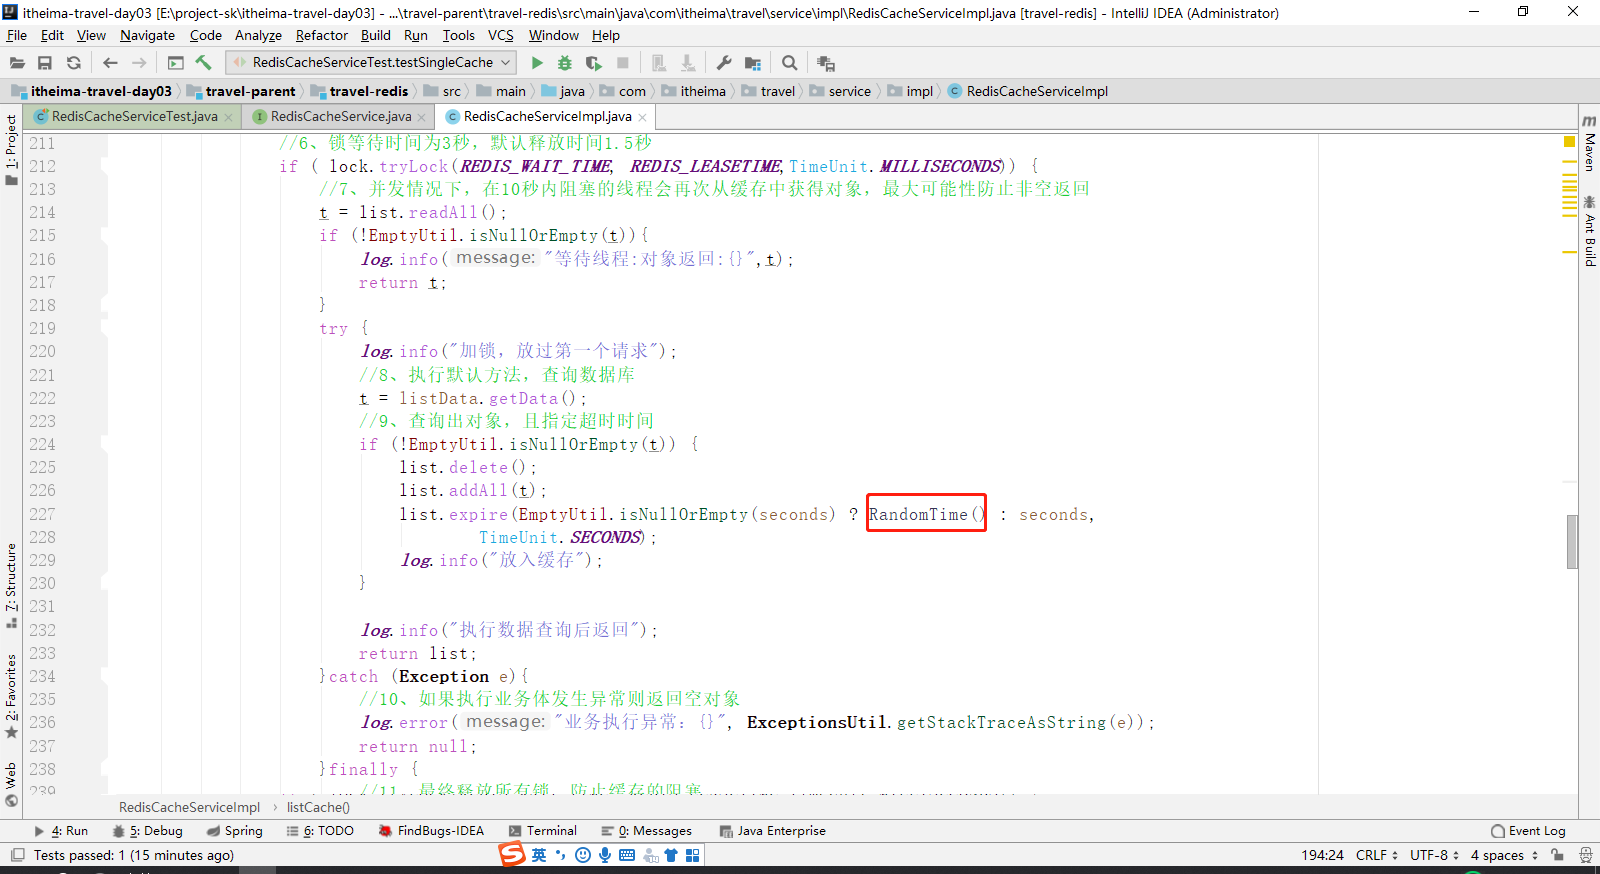 itheima-travel-day03 [E:\project-sk\itheima-travel-day03] - ...\travel-parent\travel-redis\src\main\java\com\itheima\travel\service\impl\RedisCacheServiceImpl.java [travel-redis] - IntelliJ IDEA (Administrator)
File Edit View Navigate Code Analyze Refactor Build Run Tools VCS Window Help
RedisCacheServiceTest.testSingleCache
itheima-travel-day03 travel-parent travel-redis src main java com itheima travel service impl RedisCacheServiceImpl
RedisCacheServiceTest.java RedisCacheService.java RedisCacheServiceImpl.java
211 //6、锁等待时间为3秒，默认释放时间1.5秒
212 if ( lock.tryLock(REDIS_WAIT_TIME, REDIS_LEASETIME,TimeUnit.MILLISECONDS)) {
213 //7、并发情况下，在10秒内阻塞的线程会再次从缓存中获得对象，最大可能性防止非空返回
214 t = list.readAll();
215 if (!EmptyUtil.isNullOrEmpty(t)){
216 log.info( message: "等待线程:对象返回:{}",t);
217 return t;
218 }
219 try {
220 log.info("加锁，放过第一个请求");
221 //8、执行默认方法，查询数据库
222 t = listData.getData();
223 //9、查询出对象，且指定超时时间
224 if (!EmptyUtil.isNullOrEmpty(t)) {
225 list.delete();
226 list.addAll(t);
227 list.expire(EmptyUtil.isNullOrEmpty(seconds) ? RandomTime() : seconds,
228 TimeUnit.SECONDS);
229 log.info("放入缓存");
230 }
231
232 log.info("执行数据查询后返回");
233 return list;
234 }catch (Exception e){
235 //10、如果执行业务体发生异常则返回空对象
236 log.error( message: "业务执行异常：{}", ExceptionsUtil.getStackTraceAsString(e));
237 return null;
238 }finally {
239 //11、最终释放所有锁，防止缓存的阻塞
RedisCacheServiceImpl › listCache()
1: Project
7: Structure
2: Favorites
Web
Maven
Ant Build
4: Run 5: Debug Spring 6: TODO FindBugs-IDEA Terminal 0: Messages Java Enterprise Event Log
Tests passed: 1 (15 minutes ago) 英 194:24 CRLF UTF-8 4 spaces